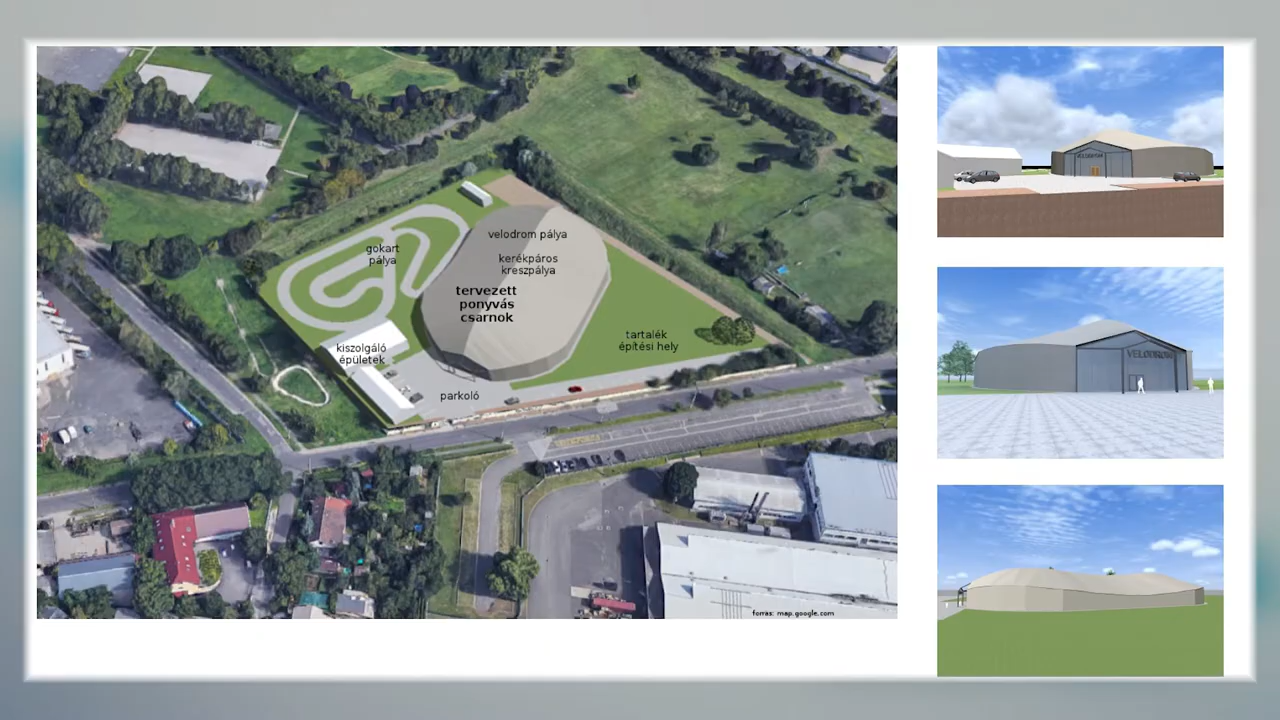 velodrom pálya
gokart
pálya
kerékpáros
kreszpálya
tervezett
ponyvás
csarnok
kiszolgáló
épületek
tartalék
építési hely
parkoló
forrás: map.google.com
VELODROM
VELODROM